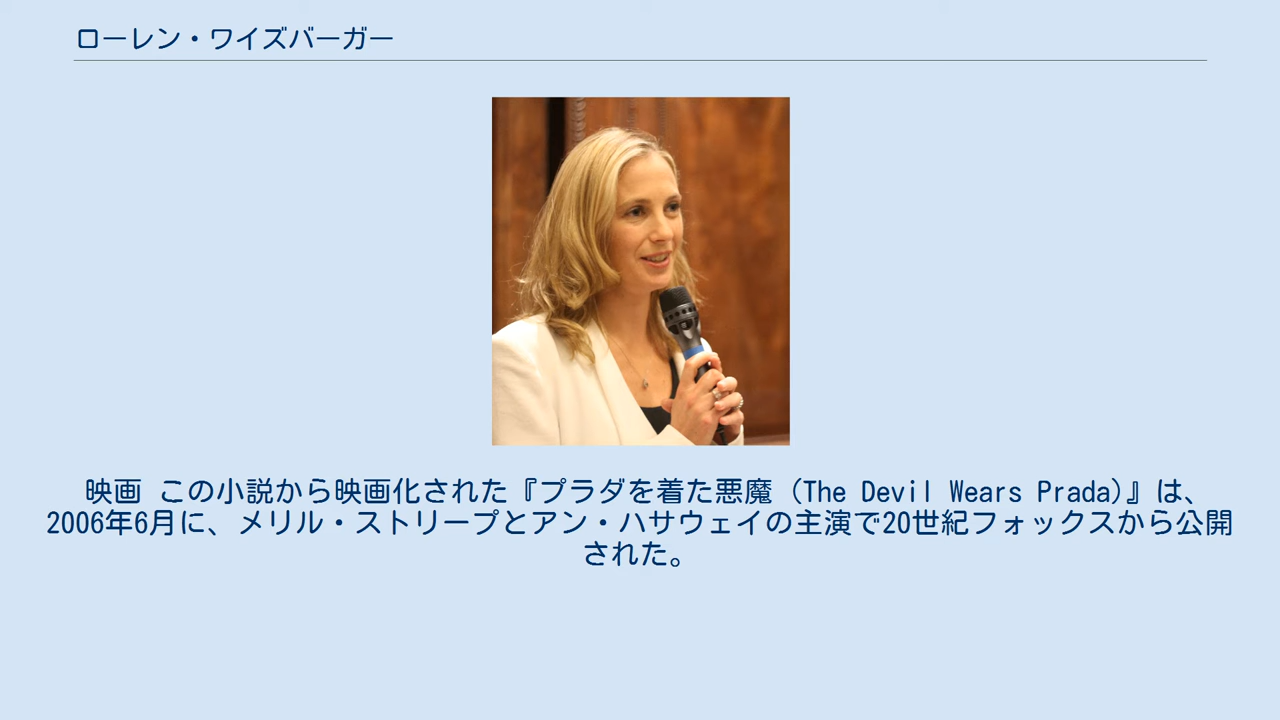 ローレン・ワイズバーガー
映画 この小説から映画化された『プラダを着た悪魔 (The Devil Wears Prada)』は、
2006年6月に、メリル・ストリープとアン・ハサウェイの主演で20世紀フォックスから公開
された。